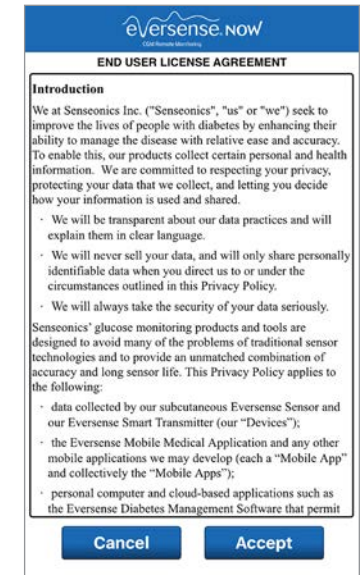 eversense. NOW
CGM Remote Monitoring
END USER LICENSE AGREEMENT
Introduction
We at Senseonics Inc. ("Senseonics", "us" or "we") seek to
improve the lives of people with diabetes by enhancing their
ability to manage the disease with relative ease and accuracy.
To enable this, our products collect certain personal and health
information. We are committed to respecting your privacy,
protecting your data that we collect, and letting you decide
how your information is used and shared.
· We will be transparent about our data practices and will
explain them in clear language.
· We will never sell your data, and will only share personally
identifiable data when you direct us to or under the
circumstances outlined in this Privacy Policy.
· We will always take the security of your data seriously.
Senseonics' glucose monitoring products and tools are
designed to avoid many of the problems of traditional sensor
technologies and to provide an unmatched combination of
accuracy and long sensor life. This Privacy Policy applies to
the following:
· data collected by our subcutaneous Eversense Sensor and
our Eversense Smart Transmitter (our “Devices”);
· the Eversense Mobile Medical Application and any other
mobile applications we may develop (each a “Mobile App”
and collectively the “Mobile Apps”);
· personal computer and cloud-based applications such as
the Eversense Diabetes Management Software that permit
Cancel Accept